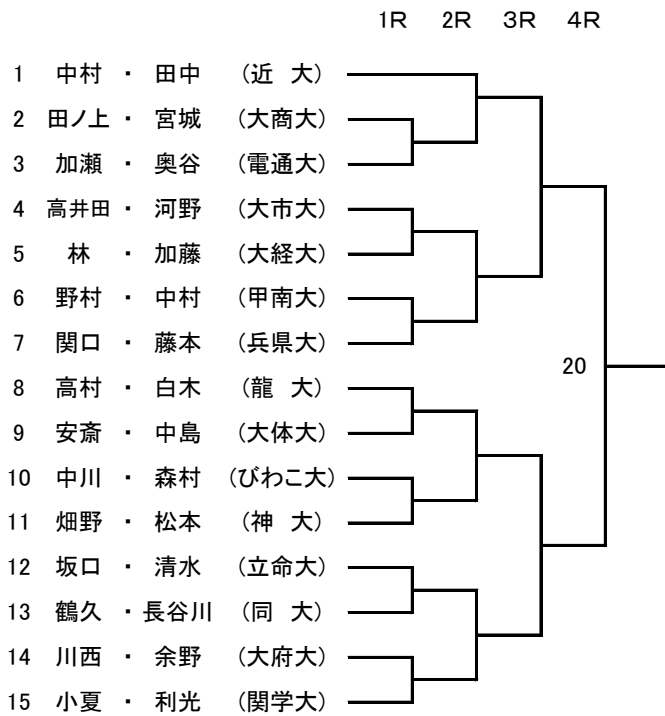 1R 2R 3R 4R
1 中村 ・ 田中 (近 大)
2 田ノ上 ・ 宮城 (大商大)
3 加瀬 ・ 奥谷 (電通大)
4 高井田 ・ 河野 (大市大)
5 林 ・ 加藤 (大経大)
6 野村 ・ 中村 (甲南大)
7 関口 ・ 藤本 (兵県大)
20
8 高村 ・ 白木 (龍 大)
9 安斎 ・ 中島 (大体大)
10 中川 ・ 森村 (びわこ大)
11 畑野 ・ 松本 (神 大)
12 坂口 ・ 清水 (立命大)
13 鶴久 ・ 長谷川 (同 大)
14 川西 ・ 余野 (大府大)
15 小夏 ・ 利光 (関学大)